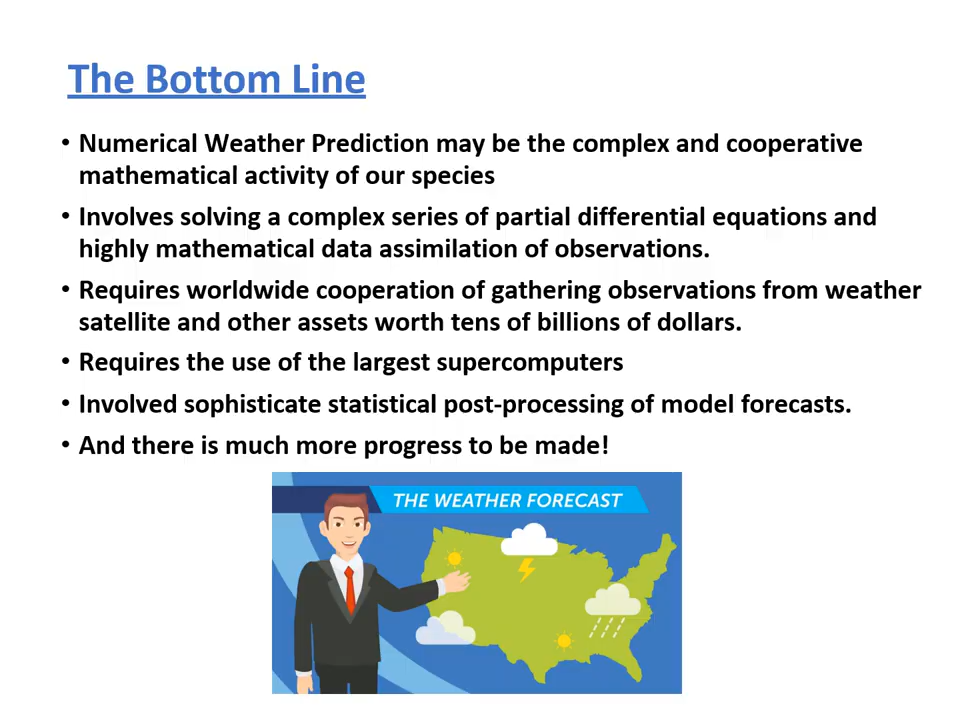 The Bottom Line
• Numerical Weather Prediction may be the complex and cooperative
mathematical activity of our species
• Involves solving a complex series of partial differential equations and
highly mathematical data assimilation of observations.
• Requires worldwide cooperation of gathering observations from weather
satellite and other assets worth tens of billions of dollars.
• Requires the use of the largest supercomputers
• Involved sophisticate statistical post-processing of model forecasts.
• And there is much more progress to be made!
THE WEATHER FORECAST